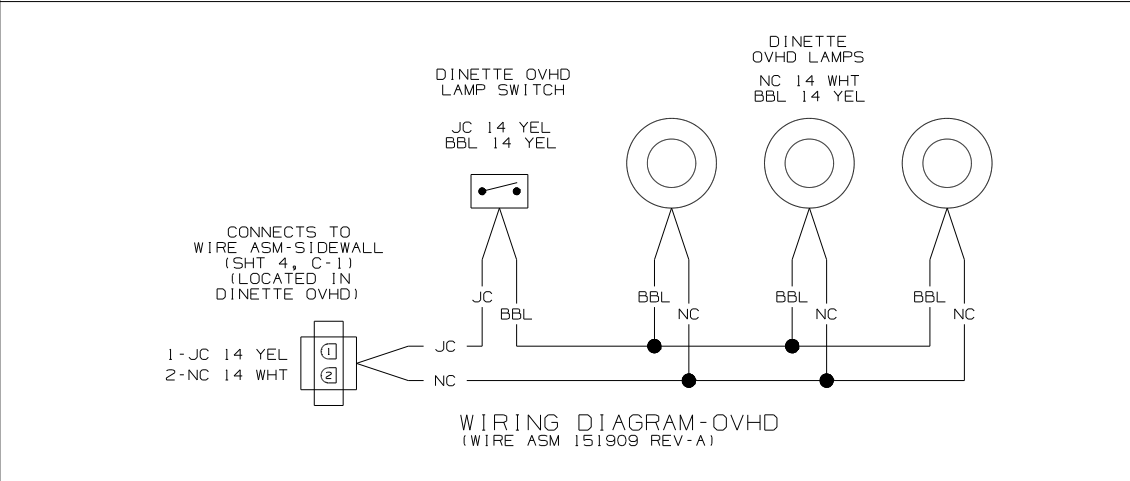 DINETTE
OVHD LAMPS
NC 14 WHT
BBL 14 YEL
DINETTE OVHD
LAMP SWITCH
JC 14 YEL
BBL 14 YEL
CONNECTS TO
WIRE ASM-SIDEWALL
(SHT 4, C-1)
(LOCATED IN
DINETTE OVHD)
JC
BBL
BBL
NC
BBL
NC
BBL
NC
1-JC 14 YEL
2-NC 14 WHT
1
2
JC
NC
WIRING DIAGRAM-OVHD
(WIRE ASM 151909 REV-A)